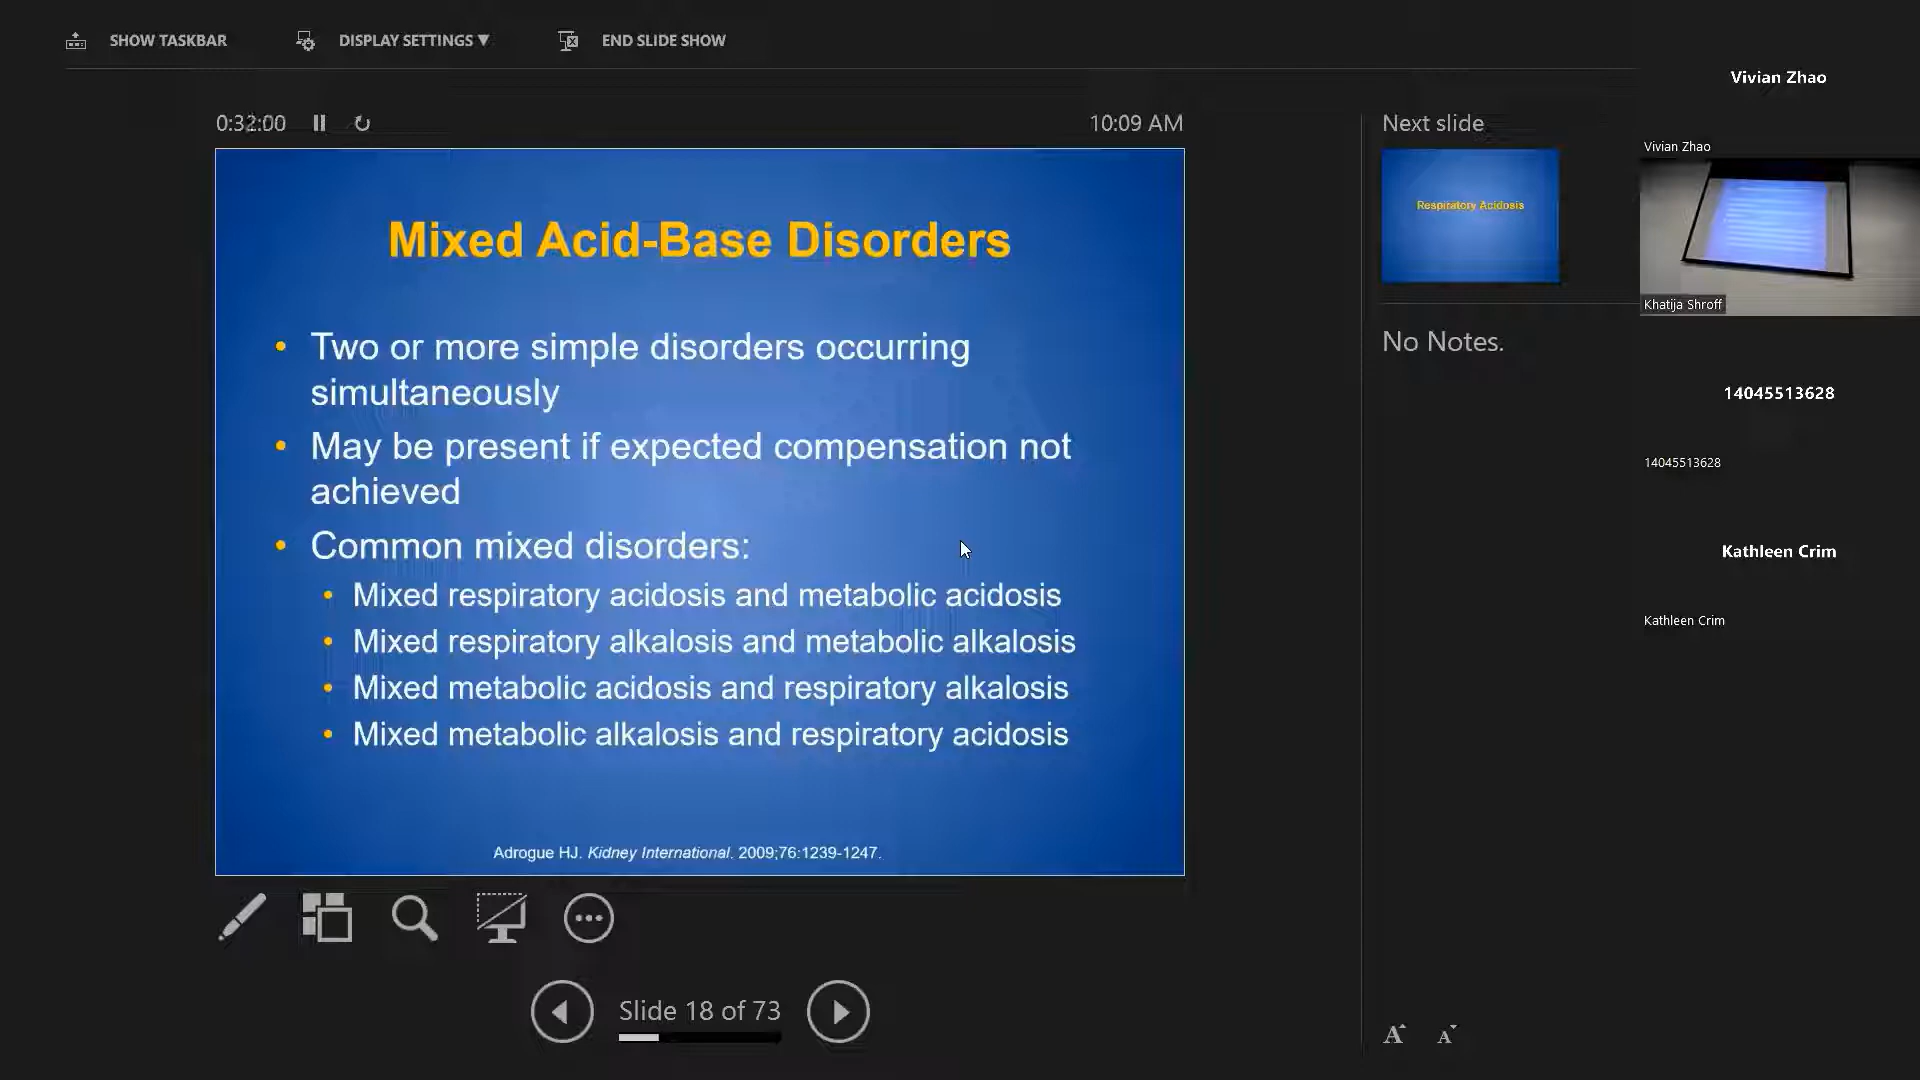 SHOW TASKBAR
DISPLAY SETTINGS ▼
END SLIDE SHOW
0:32:00
10:09 AM
Mixed Acid-Base Disorders
• Two or more simple disorders occurring
simultaneously
• May be present if expected compensation not
achieved
• Common mixed disorders:
• Mixed respiratory acidosis and metabolic acidosis
• Mixed respiratory alkalosis and metabolic alkalosis
• Mixed metabolic acidosis and respiratory alkalosis
• Mixed metabolic alkalosis and respiratory acidosis
Adrogue HJ. Kidney International. 2009;76:1239-1247.
Slide 18 of 73
Next slide
Respiratory Acidosis
No Notes.
A A
Vivian Zhao
Vivian Zhao
Khatija Shroff
14045513628
14045513628
Kathleen Crim
Kathleen Crim